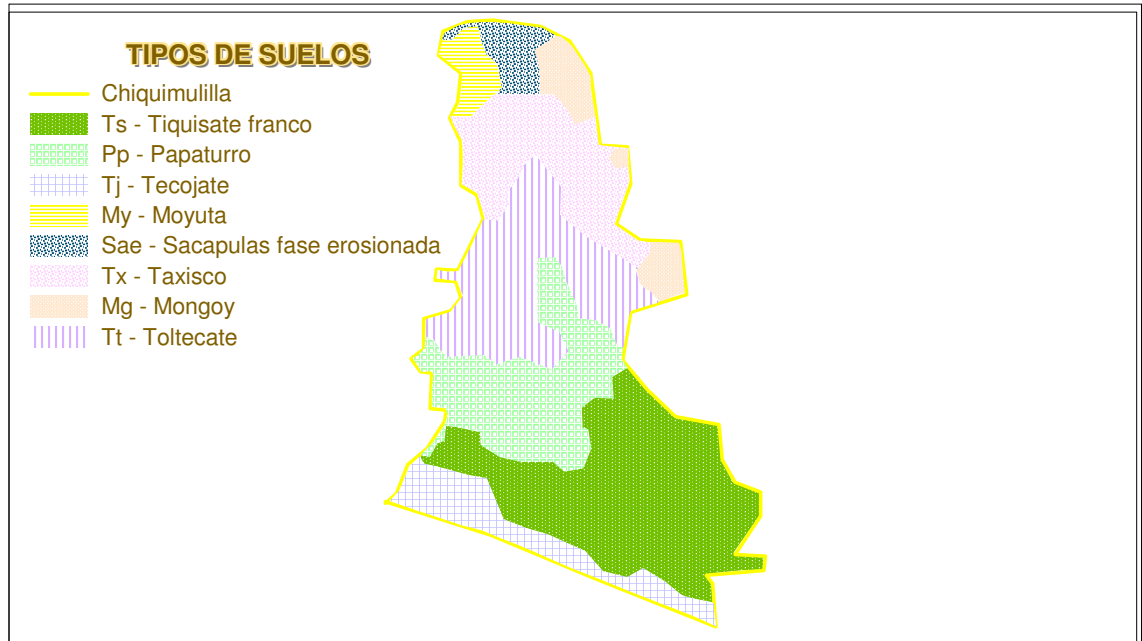 TIPOS DE SUELOS
Chiquimulilla
Ts - Tiquisate franco
Pp - Papaturro
Tj - Tecojate
My - Moyuta
Sae - Sacapulas fase erosionada
Tx - Taxisco
Mg - Mongoy
Tt - Toltecate